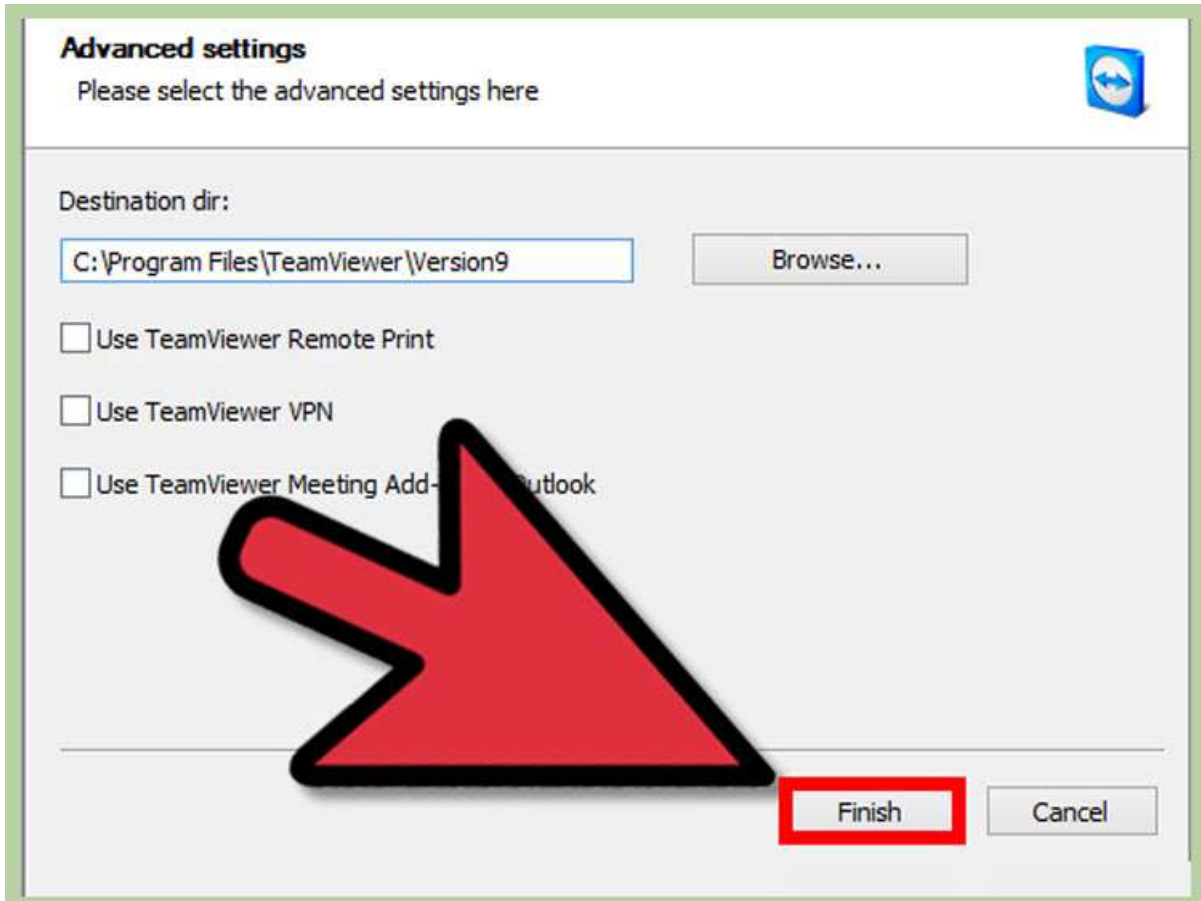 Advanced settings
Please select the advanced settings here
Destination dir:
C:\Program Files\TeamViewer\Version9
Browse...
Use TeamViewer Remote Print
Use TeamViewer VPN
Use TeamViewer Meeting Add- Outlook
Finish
Cancel